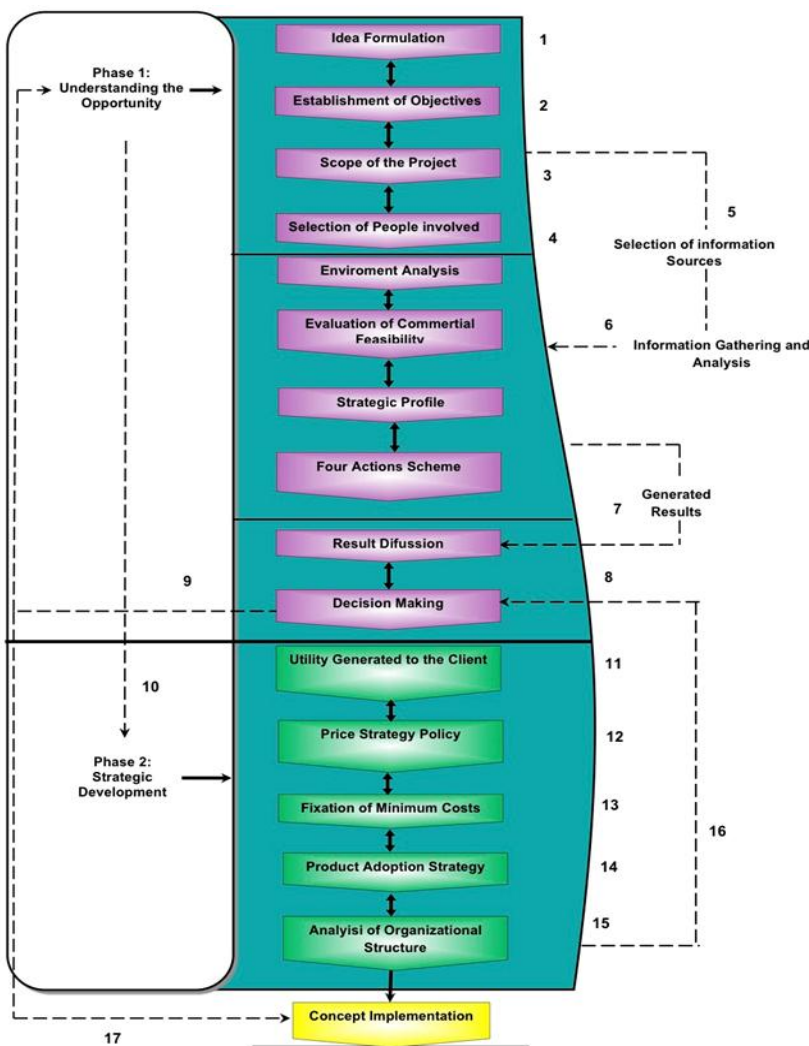 Idea Formulation
1
Phase 1:
Understanding the
Opportunity
Establishment of Objectives
2
Scope of the Project
3
5
Selection of People involved
4
Selection of information
Sources
Enviroment Analysis
Evaluation of Commertial
Feasibility
6
Information Gathering and
Analysis
Strategic Profile
Four Actions Scheme
7
Generated
Results
Result Difussion
8
9
Decision Making
Utility Generated to the Client
11
10
Price Strategy Policy
12
Phase 2:
Strategic
Development
Fixation of Minimum Costs
13
16
Product Adoption Strategy
14
Analyisi of Organizational
Structure
15
Concept Implementation
17